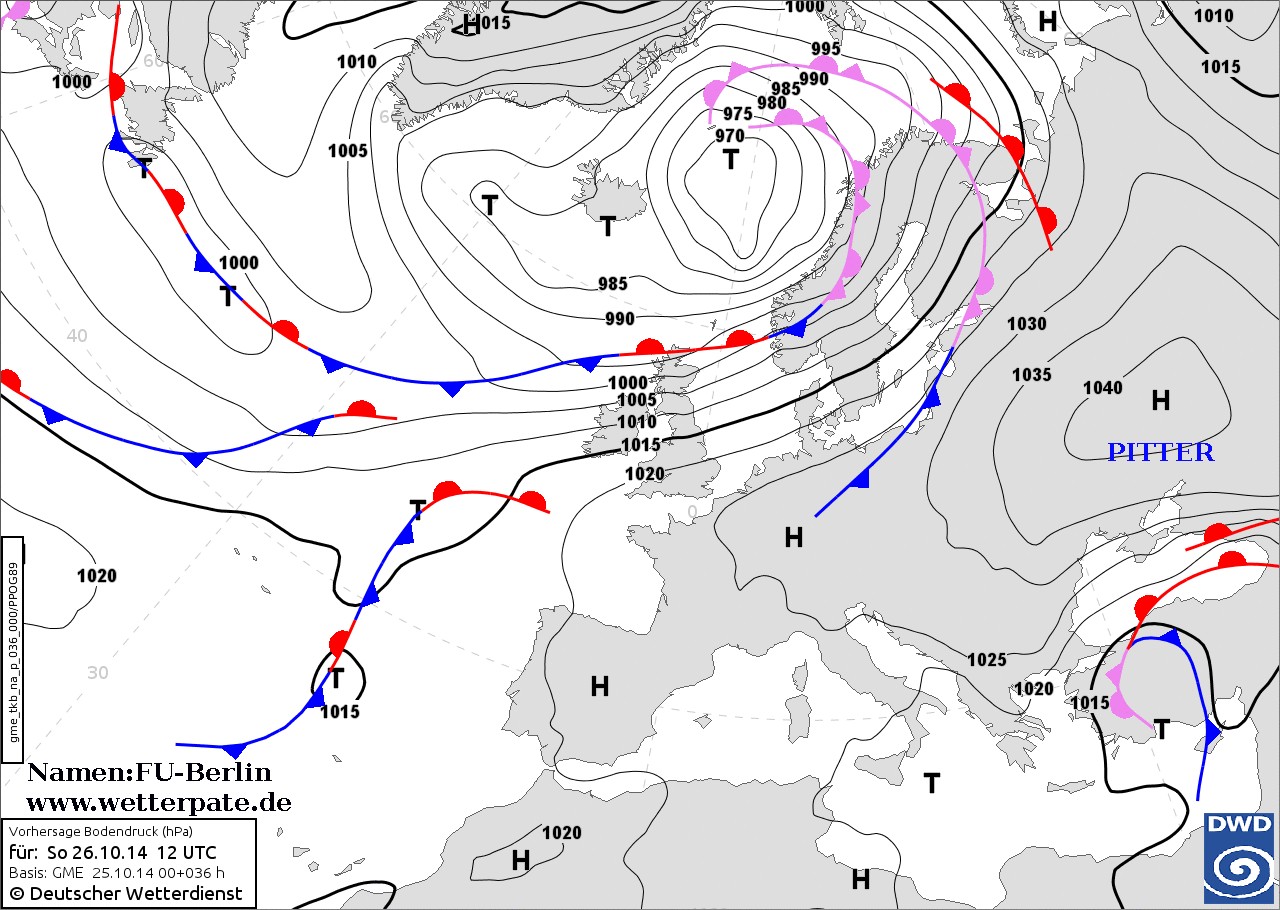 H 1015
1000
H
1010
1015
995
1010
990
985
980
1000
60
975
60
970
1005
T
T
T
T
1000
T
985
990
1030
40
1000
1035
1040
H
1005
1010
1015
PITTER
1020
T
0
H
1020
gme_tkb_na_p_036_000/PPOG89
1025
30
T
H
1020
1015
1015
T
Namen:FU-Berlin
www.wetterpate.de
T
Vorhersage Bodendruck (hPa)
für: So 26.10.14 12 UTC
Basis: GME 25.10.14 00+036 h
© Deutscher Wetterdienst
1020
H
H
DWD